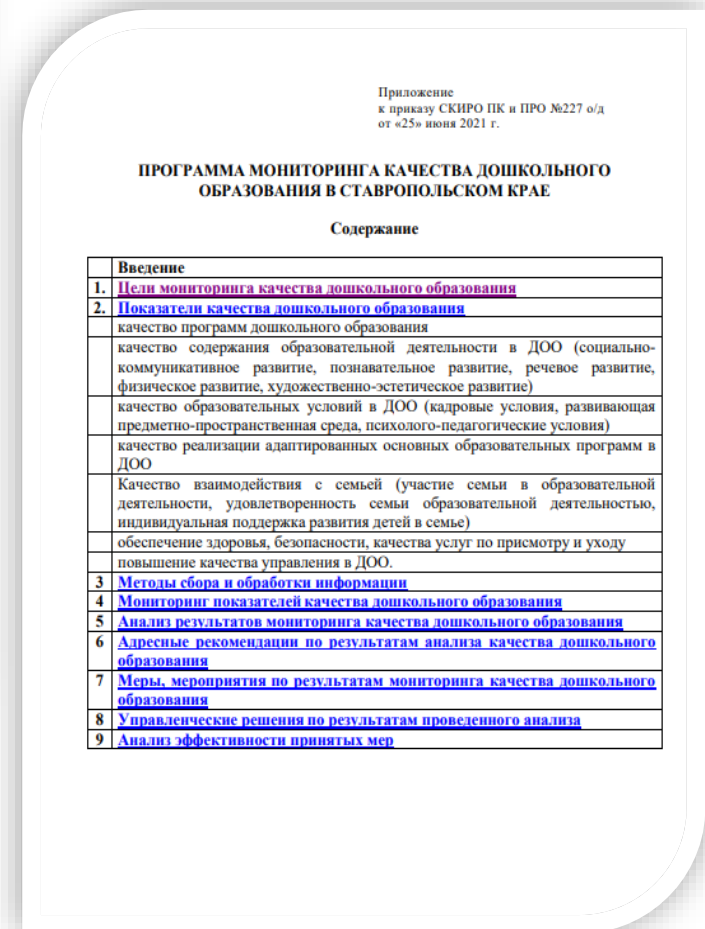 Приложение
к приказу СКИРО ПК и ПРО №227 о/д
от «25» июня 2021 г.
ПРОГРАММА МОНИТОРИНГА КАЧЕСТВА ДОШКОЛЬНОГО
ОБРАЗОВАНИЯ В СТАВРОПОЛЬСКОМ КРАЕ
Содержание
Введение
1. Цели мониторинга качества дошкольного образования
2. Показатели качества дошкольного образования
качество программ дошкольного образования
качество содержания образовательной деятельности в ДОО (социально-
коммуникативное развитие, познавательное развитие, речевое развитие,
физическое развитие, художественно-эстетическое развитие)
качество образовательных условий в ДОО (кадровые условия, развивающая
предметно-пространственная среда, психолого-педагогические условия)
качество реализации адаптированных основных образовательных программ в
ДОО
Качество взаимодействия с семьей (участие семьи в образовательной
деятельности, удовлетворенность семьи образовательной деятельностью,
индивидуальная поддержка развития детей в семье)
обеспечение здоровья, безопасности, качества услуг по присмотру и уходу
повышение качества управления в ДОО.
3 Методы сбора и обработки информации
4 Мониторинг показателей качества дошкольного образования
5 Анализ результатов мониторинга качества дошкольного образования
6 Адресные рекомендации по результатам анализа качества дошкольного
образования
7 Меры, мероприятия по результатам мониторинга качества дошкольного
образования
8 Управленческие решения по результатам проведенного анализа
9 Анализ эффективности принятых мер